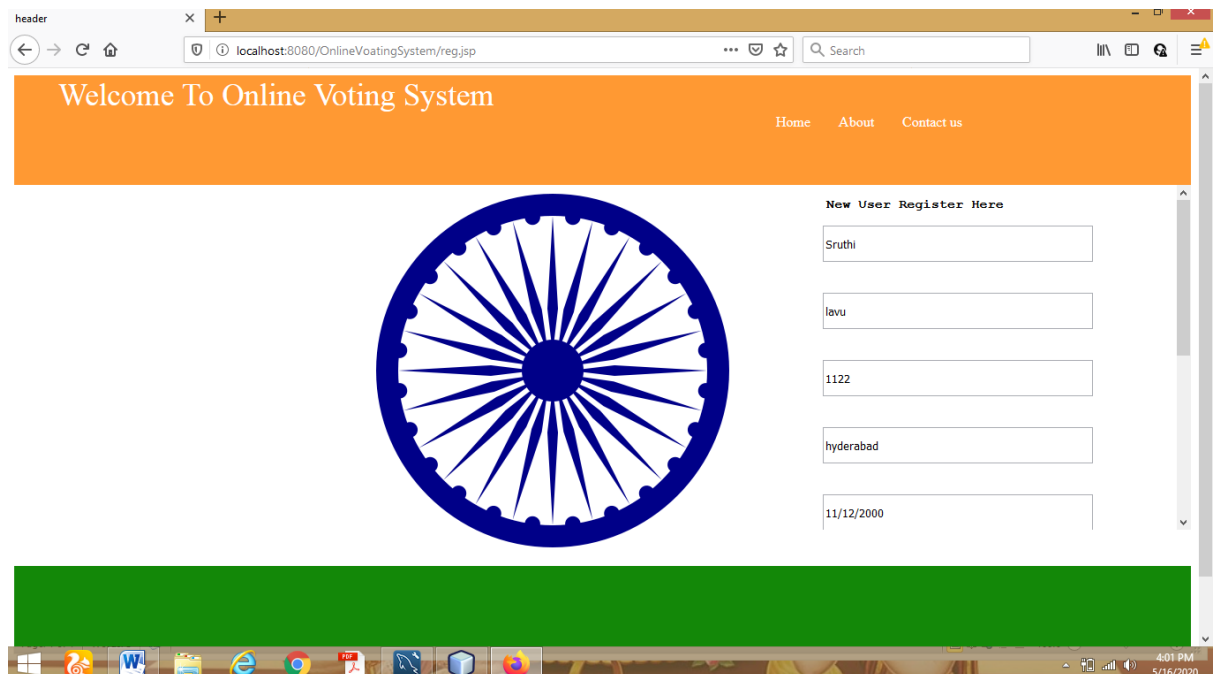 header
localhost:8080/OnlineVoatingSystem/reg.jsp
Search
Welcome To Online Voting System
Home About Contact us
New User Register Here
Sruthi
lavu
1122
hyderabad
11/12/2000
PDF
4:01 PM
5/16/2020